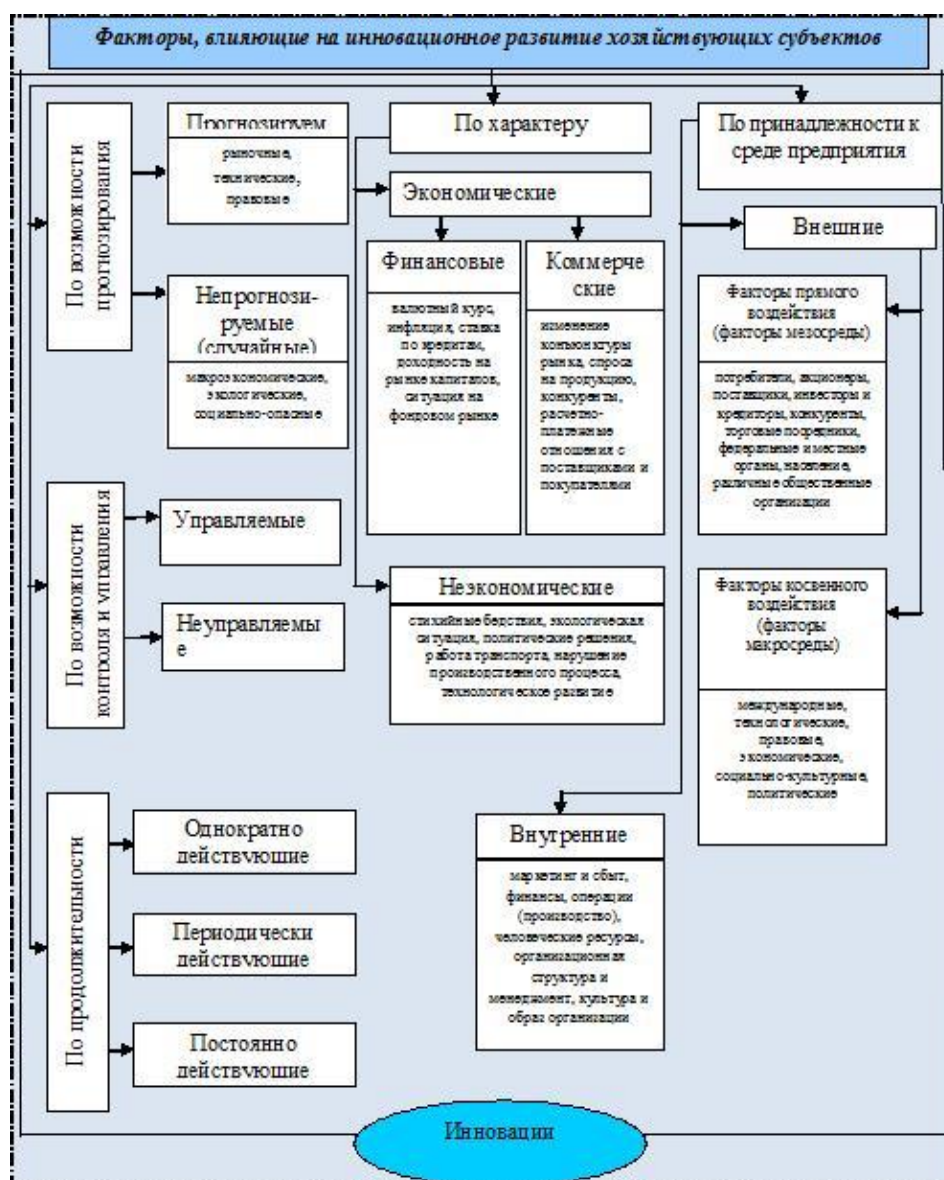 Факторы, влияющие на инновационное развитие хозяйствующих субъектов
По возможности
прогнозирования
Прогнозируем
рыночные,
технические,
правовые
Непрогнози-
руемые
(случайные)
макроэкономические,
экологические,
социально-опасные
По возможности
контроля и управления
Управляемые
Неуправляемы
е
По продолжительности
Однократно
действующие
Периодически
действующие
Постоянно
действующие
По характеру
Экономические
Финансовые
валютный курс,
инфляция, ставка
по кредитам,
доходность на
рынке капиталов,
ситуация на
фондовом рынке
Коммерче
ские
изменение
конъюнктуры
рынка, спроса
на продукцию,
конкуренты,
расчетно-
платежные
отношения с
поставщиками и
покупателями
Неэкономические
стихийные бедствия, экологическая
ситуация, политические решения,
работа транспорта, нарушение
производственного процесса,
технологическое развитие
По принадлежности к
среде предприятия
Внешние
Факторы прямого
воздействия
(факторы мезосреды)
потребители, акционеры,
поставщики, инвесторы и
кредиторы, конкуренты,
торговые посредники,
федеральные и местные
органы, население,
различные общественные
организации
Факторы косвенного
воздействия
(факторы
макросреды)
международные,
технологические,
правовые,
экономические,
социально-культурные,
политические
Внутренние
маркетинг и сбыт,
финансы, операции
(производство),
человеческие ресурсы,
организационная
структура и
менеджмент, культура и
образ организации
Инновации